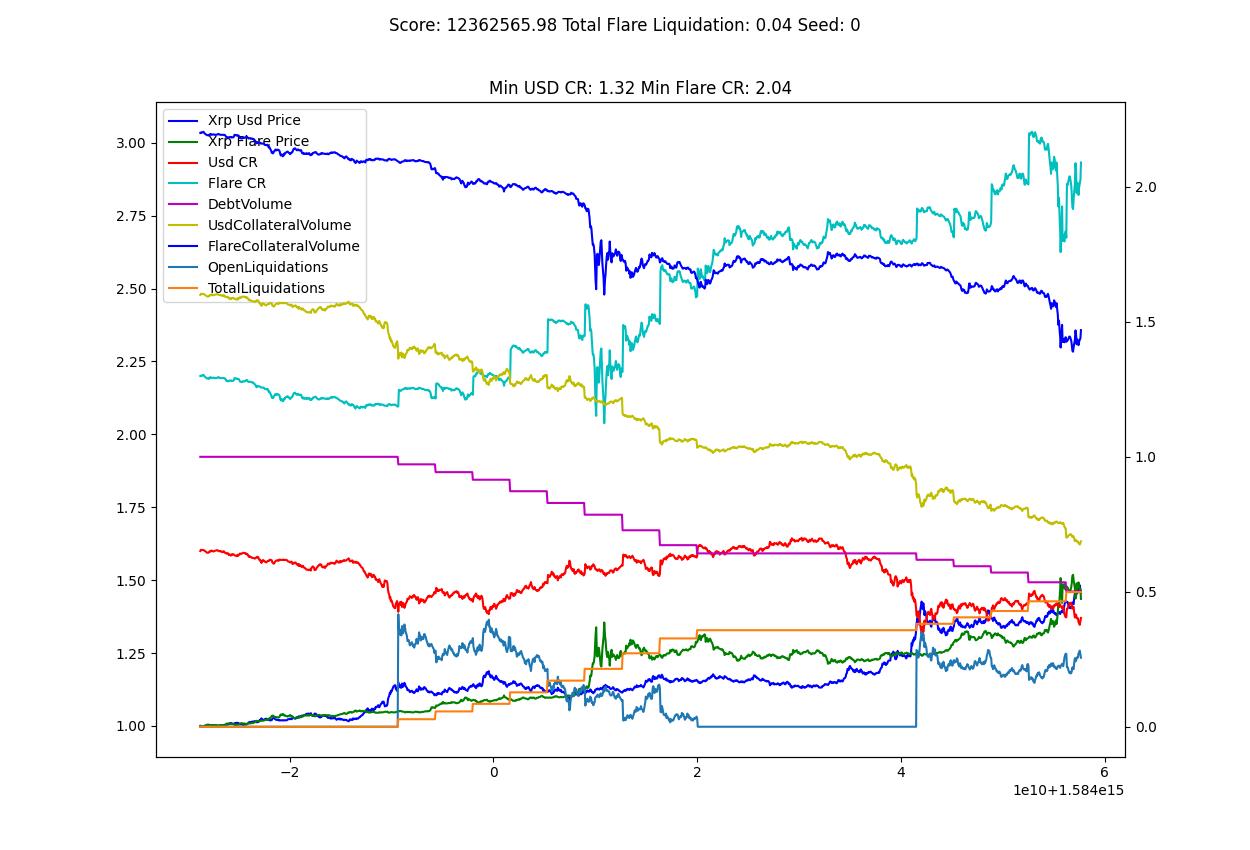 Score: 12362565.98 Total Flare Liquidation: 0.04 Seed: 0
Min USD CR: 1.32 Min Flare CR: 2.04
Xrp Usd Price
Xrp Flare Price
Usd CR
Flare CR
DebtVolume
UsdCollateralVolume
FlareCollateralVolume
OpenLiquidations
TotalLiquidations
3.00
2.75
2.50
2.25
2.00
1.75
1.50
1.25
1.00
2.0
1.5
1.0
0.5
0.0
−2 0 2 4 6
1e10+1.584e15